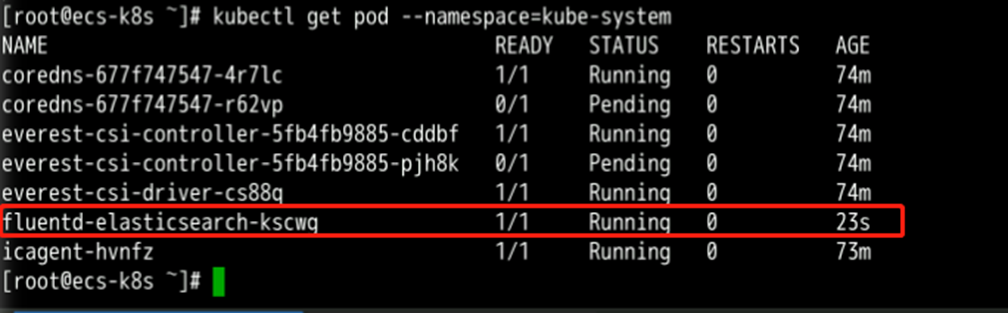 [root@ecs-k8s ~]# kubectl get pod --namespace=kube-system
NAME READY STATUS RESTARTS AGE
coredns-677f747547-4r7lc 1/1 Running 0 74m
coredns-677f747547-r62vp 0/1 Pending 0 74m
everest-csi-controller-5fb4fb9885-cddbf 1/1 Running 0 74m
everest-csi-controller-5fb4fb9885-pjh8k 0/1 Pending 0 74m
everest-csi-driver-cs88q 1/1 Running 0 74m
fluentd-elasticsearch-kscwq 1/1 Running 0 23s
icagent-hvnfz 1/1 Running 0 73m
[root@ecs-k8s ~]#